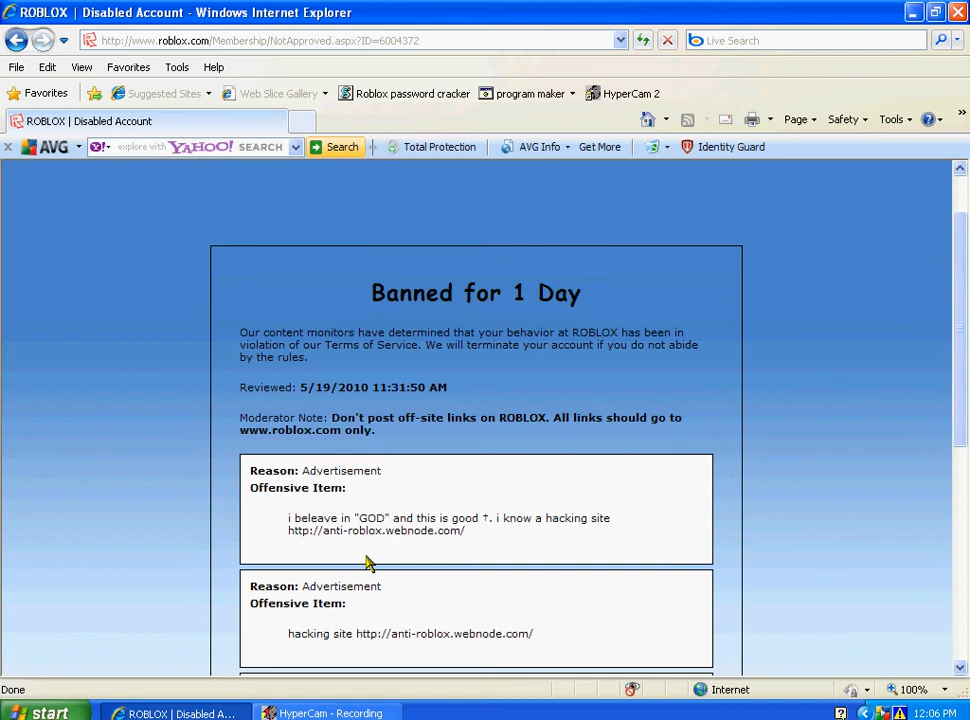 ROBLOX | Disabled Account - Windows Internet Explorer
http://www.roblox.com/Membership/NotApproved.aspx?ID=6004372
Live Search
File Edit View Favorites Tools Help
Favorites Suggested Sites Web Slice Gallery Roblox password cracker program maker HyperCam 2
ROBLOX | Disabled Account Page Safety Tools »
AVG Y! explore with YAHOO! SEARCH Search Total Protection AVG Info Get More Identity Guard
Banned for 1 Day
Our content monitors have determined that your behavior at ROBLOX has been in
violation of our Terms of Service. We will terminate your account if you do not abide
by the rules.
Reviewed: 5/19/2010 11:31:50 AM
Moderator Note: Don't post off-site links on ROBLOX. All links should go to
www.roblox.com only.
Reason: Advertisement
Offensive Item:
i beleave in "GOD" and this is good †. i know a hacking site
http://anti-roblox.webnode.com/
Reason: Advertisement
Offensive Item:
hacking site http://anti-roblox.webnode.com/
Done Internet 100%
start ROBLOX | Disabled A... HyperCam - Recording 12:06 PM